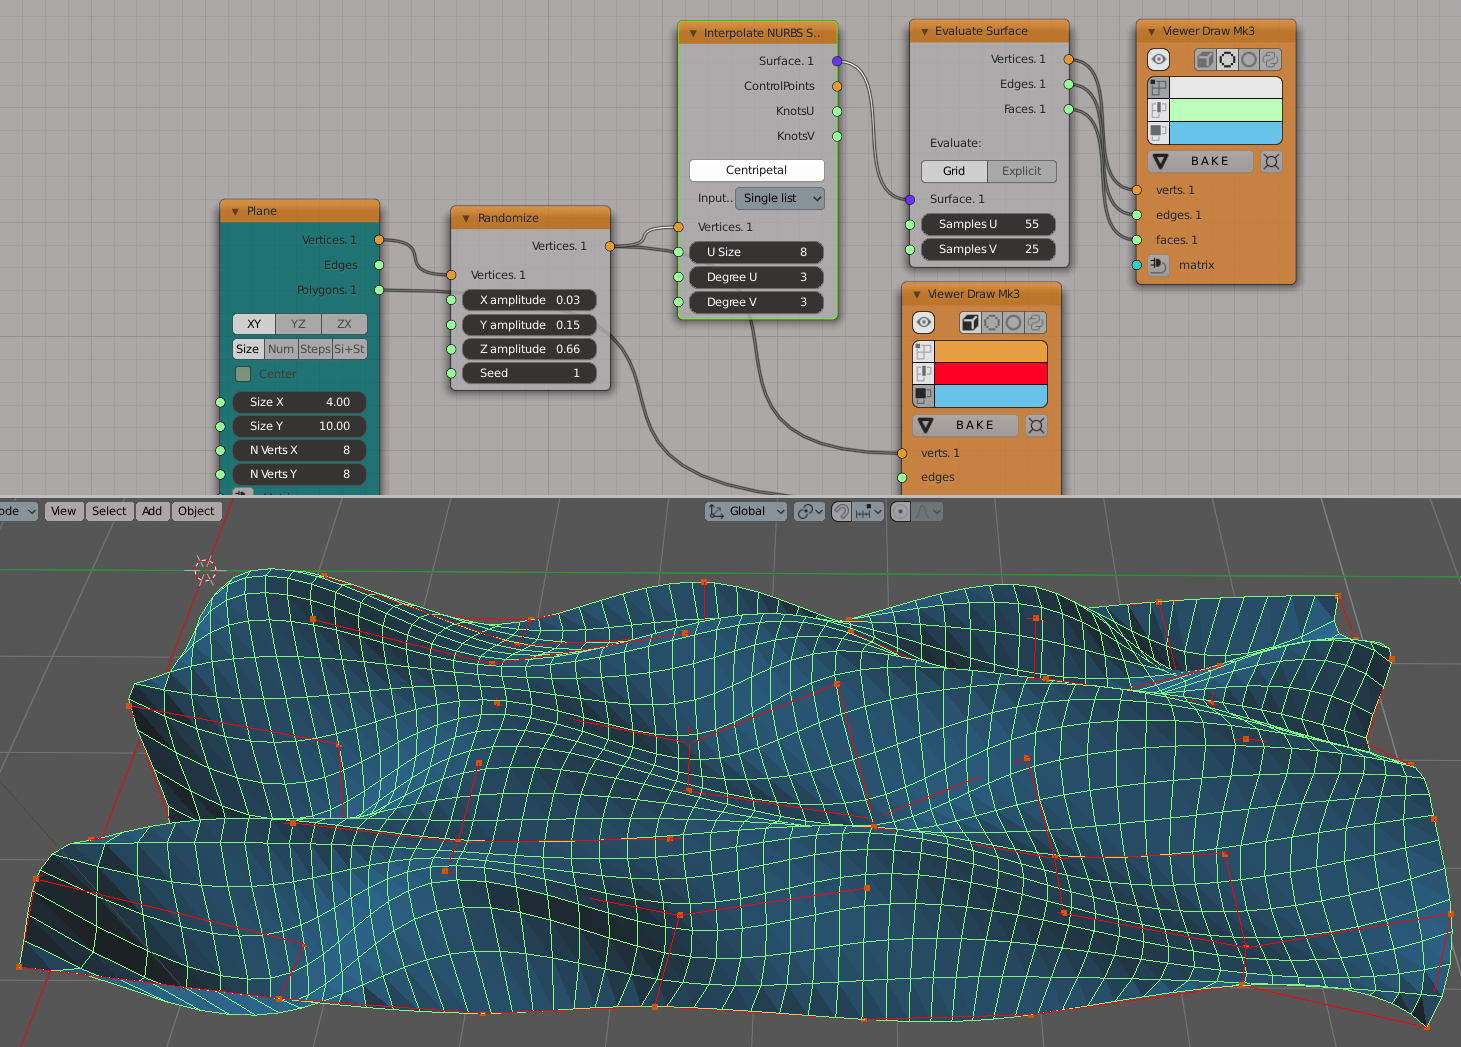 Interpolate NURBS S..
Surface. 1
ControlPoints
KnotsU
KnotsV
Centripetal
Input.. Single list
Vertices. 1
U Size 8
Degree U 3
Degree V 3
Evaluate Surface
Vertices. 1
Edges. 1
Faces. 1
Evaluate:
Grid Explicit
Surface. 1
Samples U 55
Samples V 25
Viewer Draw Mk3
BAKE
verts. 1
edges. 1
faces. 1
matrix
Plane
Vertices. 1
Edges
Polygons. 1
XY YZ ZX
Size Num Steps Si+St
Center
Size X 4.00
Size Y 10.00
N Verts X 8
N Verts Y 8
Randomize
Vertices. 1
Vertices. 1
X amplitude 0.03
Y amplitude 0.15
Z amplitude 0.66
Seed 1
Viewer Draw Mk3
BAKE
verts. 1
edges
ode View Select Add Object Global